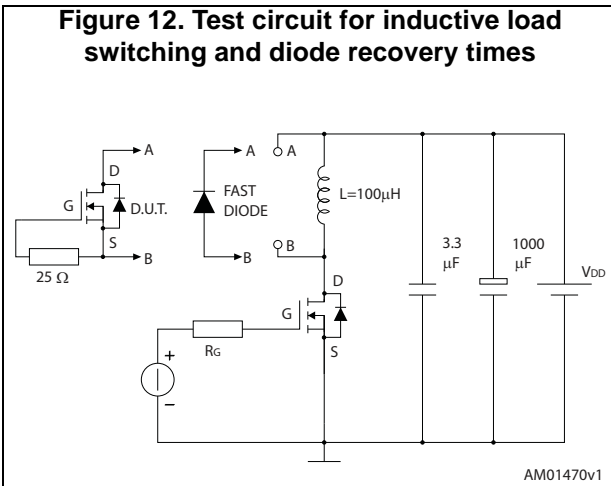 Figure 12. Test circuit for inductive load
switching and diode recovery times
A
D
G
D.U.T.
S
B
25 Ω
A
FAST
DIODE
B
A
L=100μH
B
D
G
S
RG
+
−
3.3
μF
1000
μF
VDD
AM01470v1